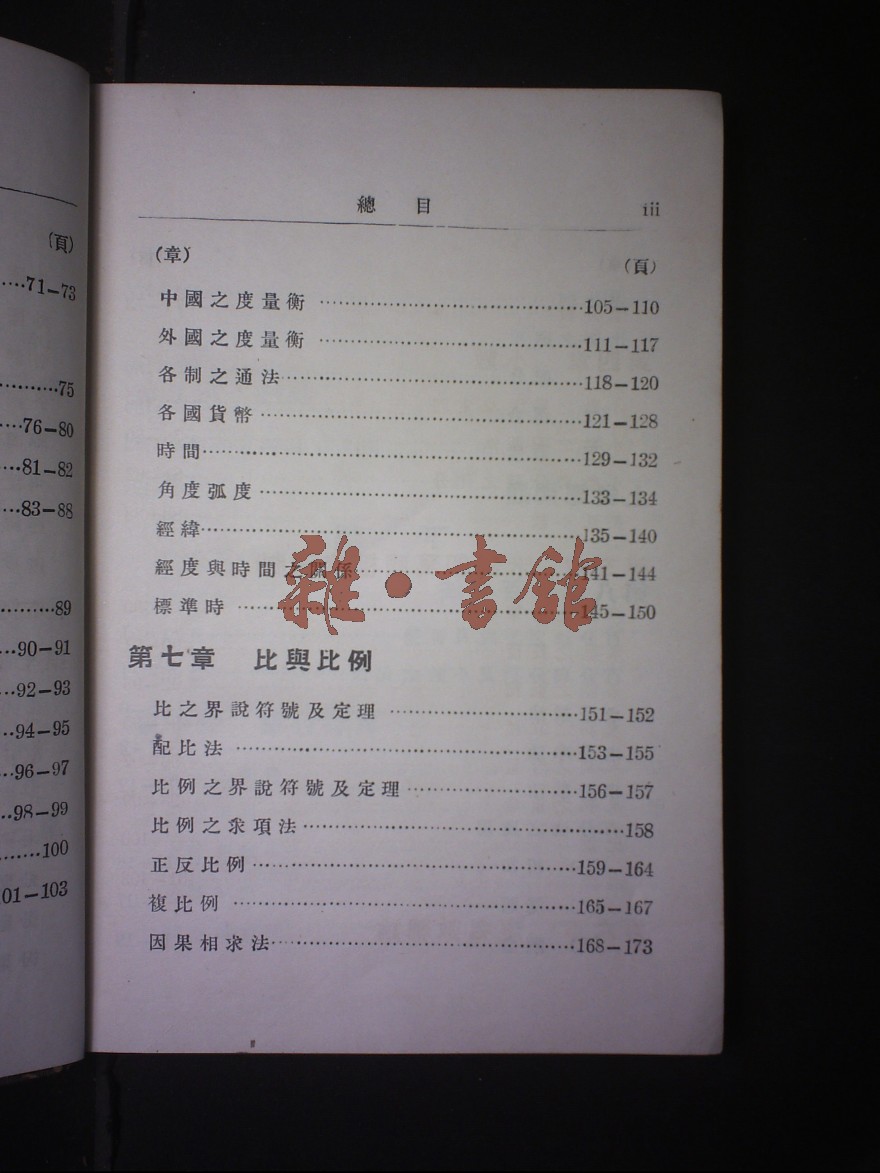 (頁)
····71–73
··········75
····76–80
···81–82
···83–88
·········89
···90–91
···92–93
···94–95
···96–97
···98–99
·······100
01–103
總 目 iii
(章) (頁)
中國之度量衡 ················105–110
外國之度量衡 ················111–117
各制之通法················118–120
各國貨幣 ················121–128
時間················129–132
角度弧度 ················133–134
經緯················135–140
經度與時間之關係················141–144
標準時 ················145–150
第七章 比與比例
比之界說符號及定理 ················151–152
配比法 ················153–155
比例之界說符號及定理 ················156–157
比例之求項法················158
正反比例 ················159–164
複比例 ················165–167
因果相求法················168–173
雜·書館